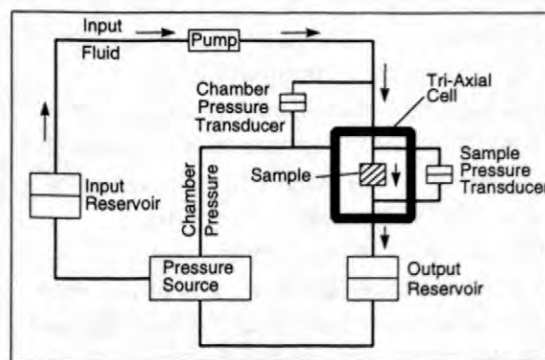 Input
Fluid
Pump
Chamber
Pressure
Transducer
Tri-Axial
Cell
Sample
Sample
Pressure
Transducer
Input
Reservoir
Chamber
Pressure
Pressure
Source
Output
Reservoir